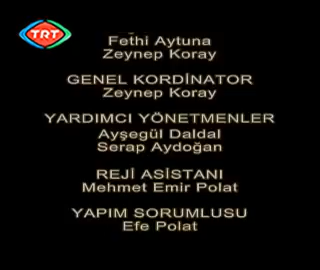 TRT
Fethi Aytuna
Zeynep Koray
GENEL KORDİNATOR
Zeynep Koray
YARDIMCI YÖNETMENLER
Ayşegül Daldal
Serap Aydoğan
REJİ ASİSTANI
Mehmet Emir Polat
YAPIM SORUMLUSU
Efe Polat